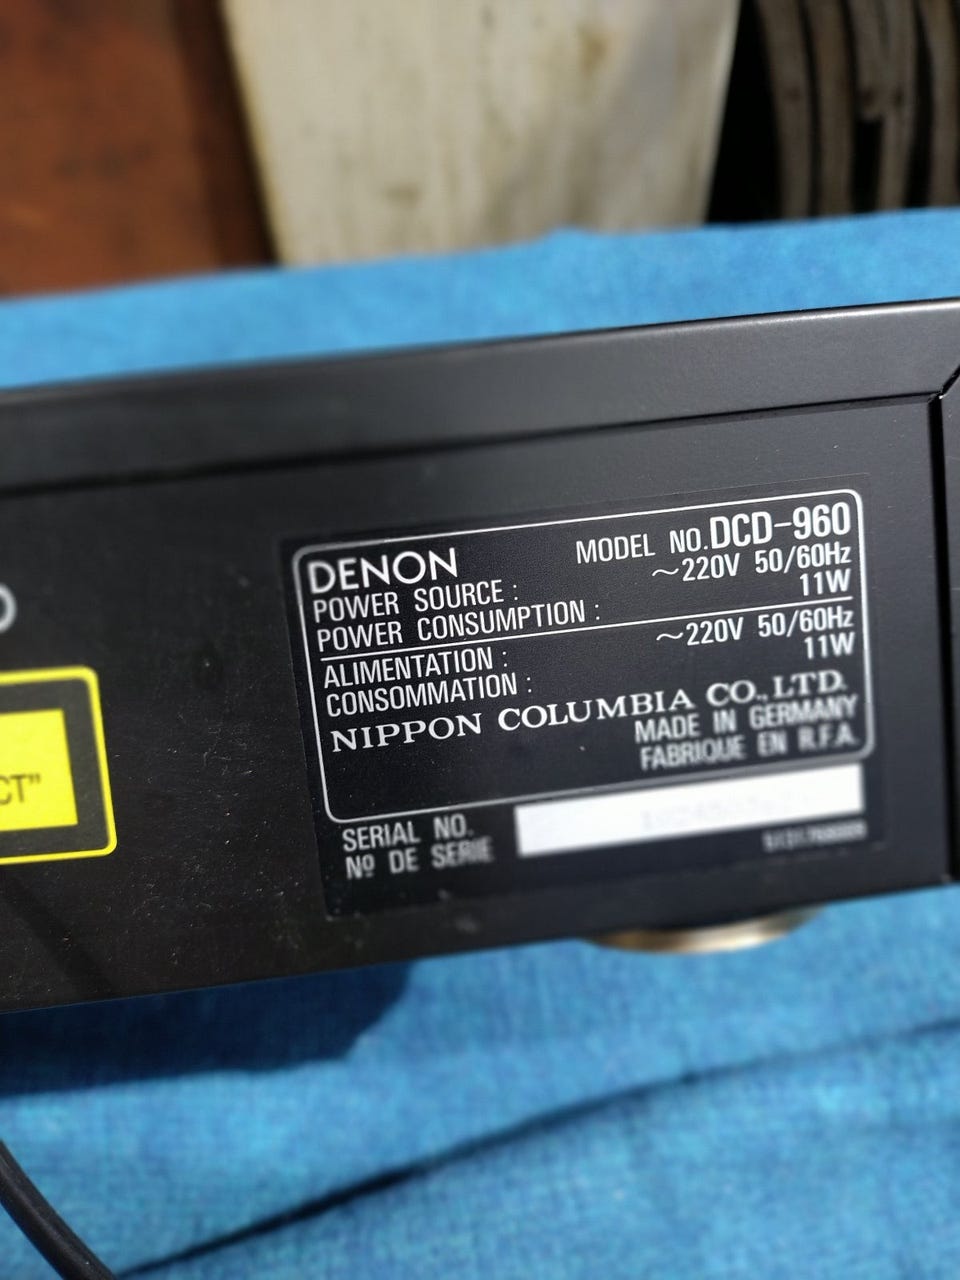 DENON MODEL NO. DCD-960
POWER SOURCE : ~220V 50/60Hz
POWER CONSUMPTION : 11W
ALIMENTATION : ~220V 50/60Hz
CONSOMMATION : 11W
NIPPON COLUMBIA CO., LTD.
MADE IN GERMANY
FABRIQUE EN R.F.A.
SERIAL NO.
Nº DE SERIE
CT”